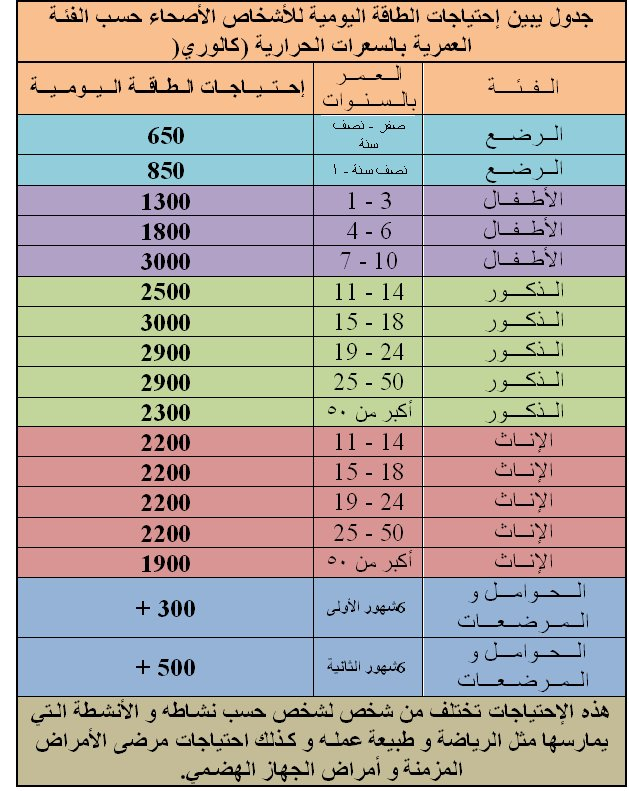 جدول يبين إحتياجات الطاقة اليومية للأشخاص الأصحاء حسب الفئة
العمرية بالسعرات الحرارية (كالوري(
الفئة العمر بالسنوات إحتياجات الطاقة اليومية
الرضع صفر - نصف سنة 650
الرضع نصف سنة - ١ 850
الأطفال 1 - 3 1300
الأطفال 4 - 6 1800
الأطفال 7 - 10 3000
الذكور 11 - 14 2500
الذكور 15 - 18 3000
الذكور 19 - 24 2900
الذكور 25 - 50 2900
الذكور أكبر من ٥٠ 2300
الإناث 11 - 14 2200
الإناث 15 - 18 2200
الإناث 19 - 24 2200
الإناث 25 - 50 2200
الإناث أكبر من ٥٠ 1900
الحوامل و المرضعات 6شهور الأولى + 300
الحوامل و المرضعات 6شهور الثانية + 500
هذه الإحتياجات تختلف من شخص لشخص حسب نشاطه و الأنشطة التي
يمارسها مثل الرياضة و طبيعة عمله و كذلك احتياجات مرضى الأمراض
المزمنة و أمراض الجهاز الهضمي.